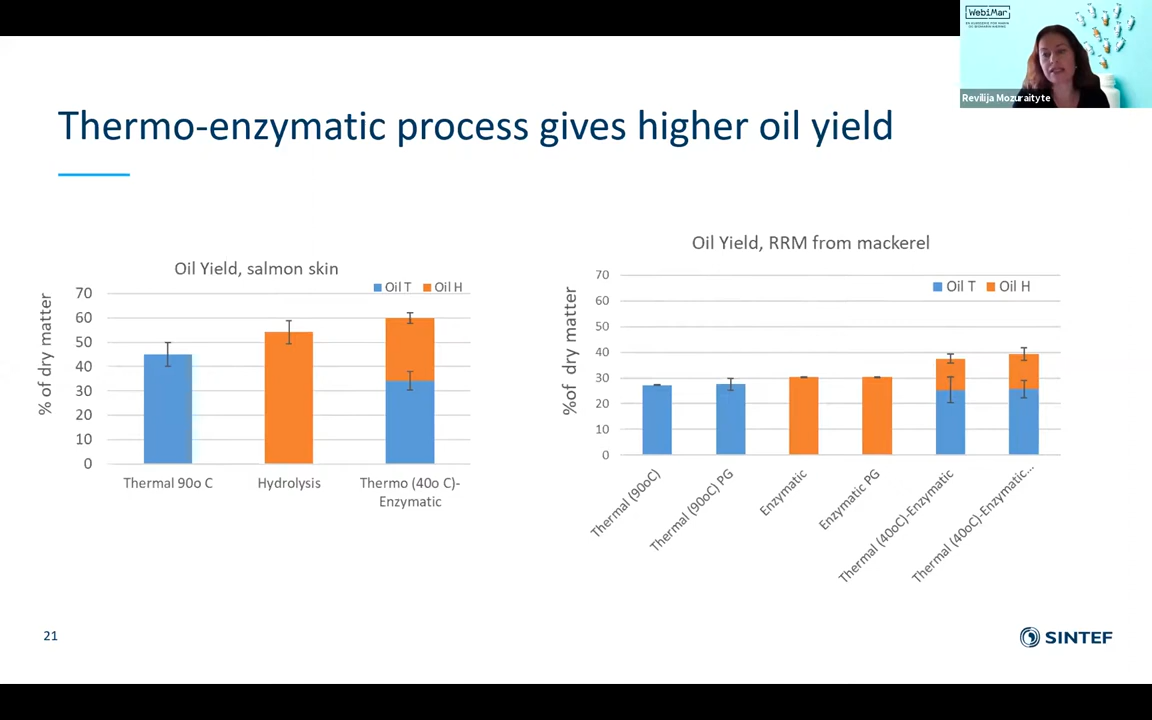 WebiMar
Revilija Mozuraityte
Thermo-enzymatic process gives higher oil yield
Oil Yield, salmon skin
Oil T
Oil H
% of dry matter
70
60
50
40
30
20
10
0
Thermal 90o C
Hydrolysis
Thermo (40o C)-
Enzymatic
Oil Yield, RRM from mackerel
Oil T
Oil H
%of dry matter
70
60
50
40
30
20
10
0
Thermal (90oC)
Thermal (90oC) PG
Enzymatic
Enzymatic PG
Thermal (40oC)-Enzymatic
Thermal (40oC)-Enzymatic...
21
SINTEF